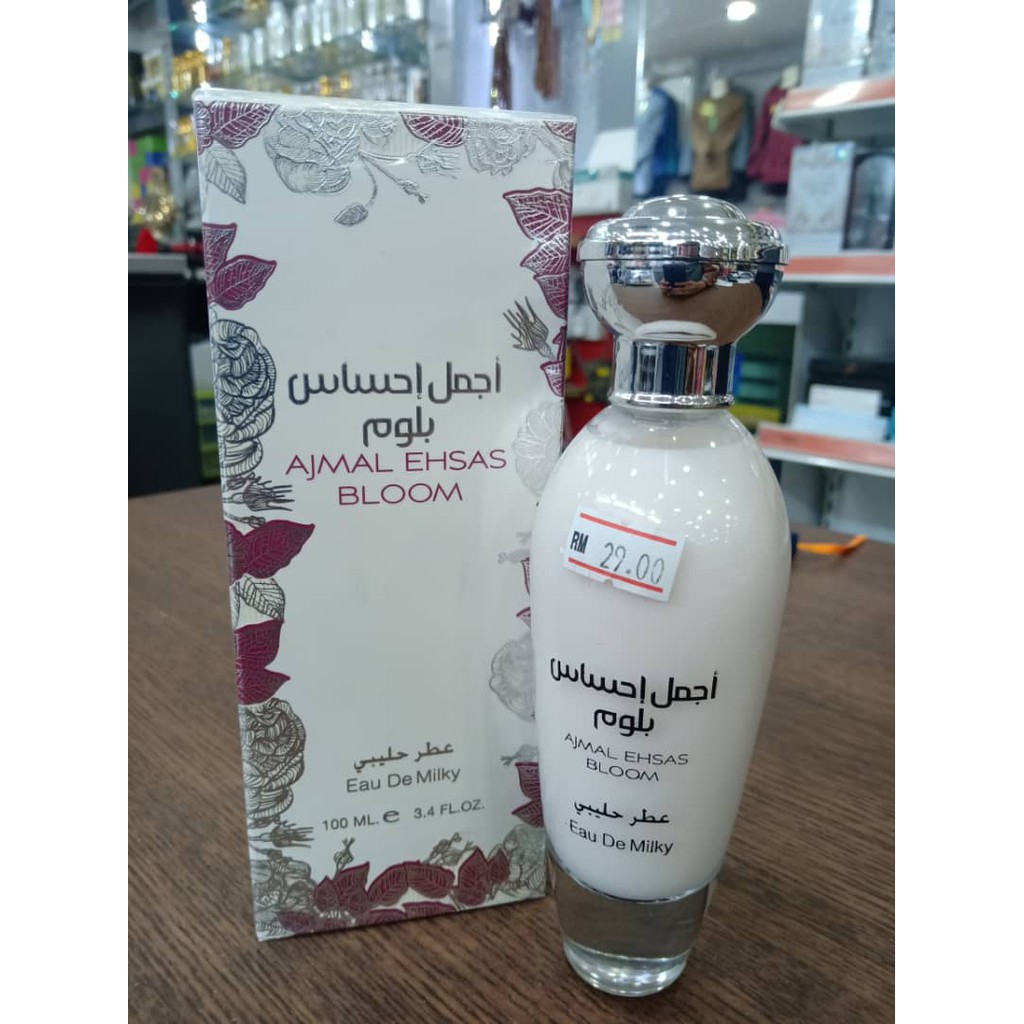 أجمل إحساس
بلوم
AJMAL EHSAS
BLOOM
عطر حليبي
Eau De Milky
100 ML. e 3.4 FL.OZ.
RM 29.00
أجمل إحساس
بلوم
AJMAL EHSAS
BLOOM
عطر حليبي
Eau De Milky